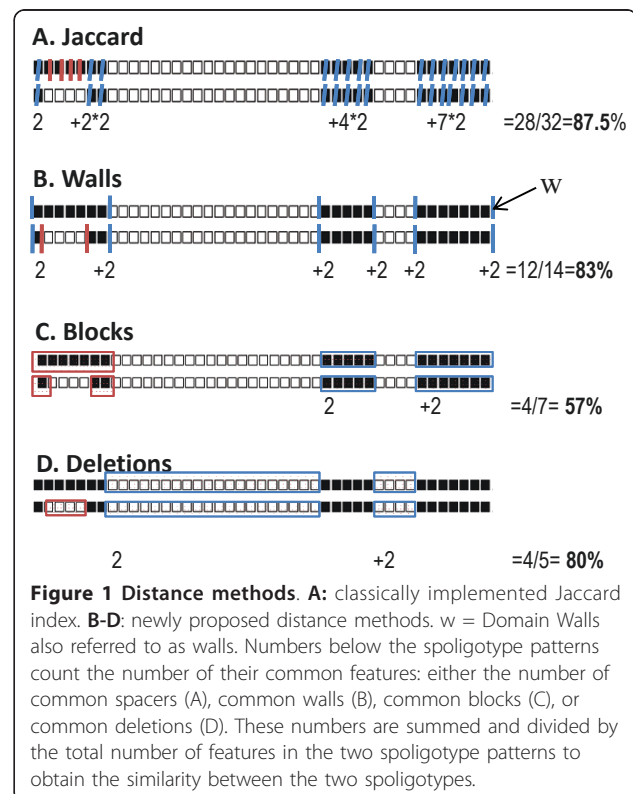 A. Jaccard
2 +2*2 +4*2 +7*2 =28/32=87.5%
B. Walls
w
2 +2 +2 +2 +2 +2 =12/14=83%
C. Blocks
2 +2 =4/7= 57%
D. Deletions
2 +2 =4/5= 80%
Figure 1 Distance methods. A: classically implemented Jaccard
index. B-D: newly proposed distance methods. w = Domain Walls
also referred to as walls. Numbers below the spoligotype patterns
count the number of their common features: either the number of
common spacers (A), common walls (B), common blocks (C), or
common deletions (D). These numbers are summed and divided by
the total number of features in the two spoligotype patterns to
obtain the similarity between the two spoligotypes.